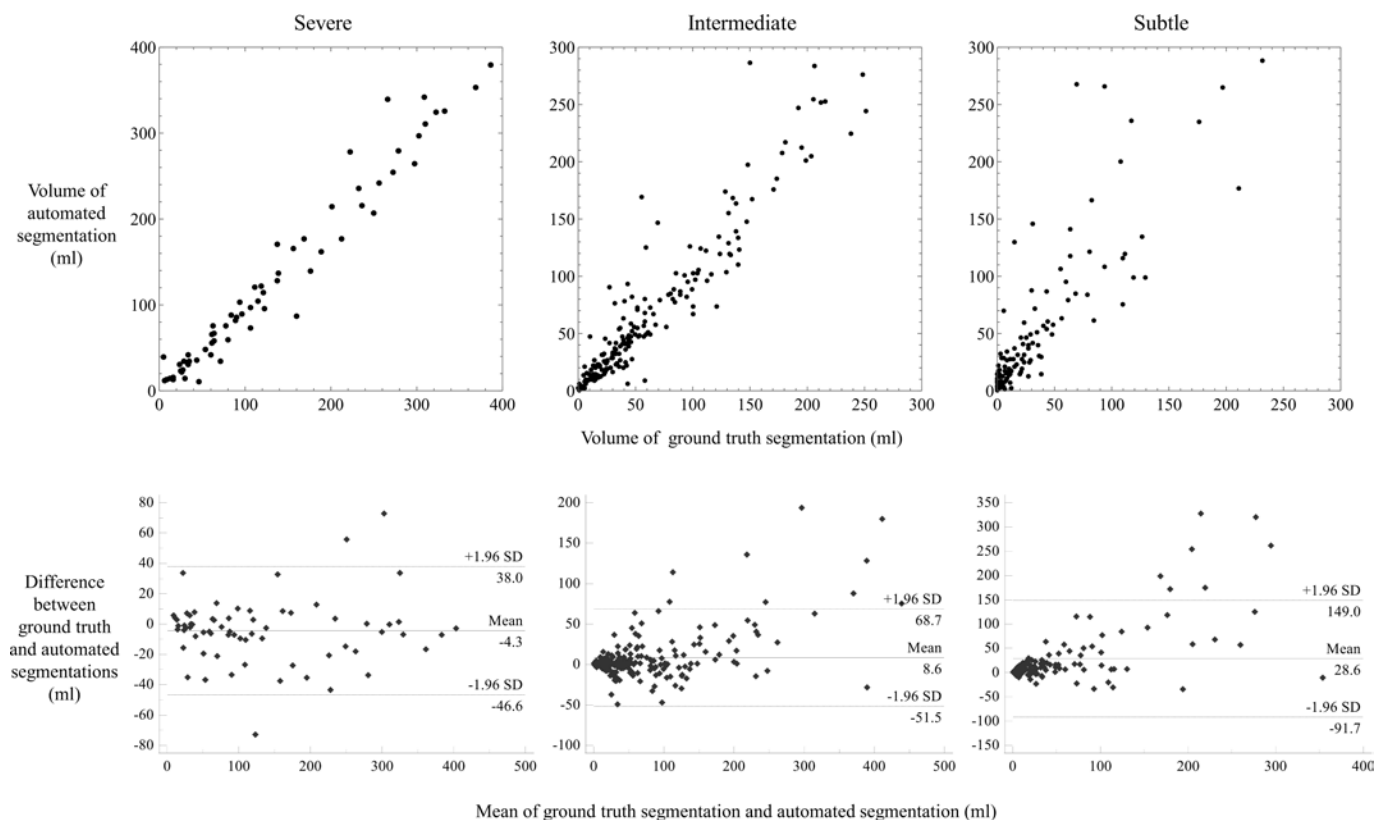 Severe
Intermediate
Subtle
Volume of
automated
segmentation
(ml)
400
300
200
100
0
0 100 200 300 400
300
250
200
150
100
50
0
0 50 100 150 200 250 300
300
250
200
150
100
50
0
0 50 100 150 200 250 300
Volume of ground truth segmentation (ml)
Difference
between
ground truth
and automated
segmentations
(ml)
80
60
40
20
0
-20
-40
-60
-80
+1.96 SD
38.0
Mean
-4.3
-1.96 SD
-46.6
0 100 200 300 400 500
200
150
100
50
0
-50
-100
+1.96 SD
68.7
Mean
8.6
-1.96 SD
-51.5
0 100 200 300 400 500
350
300
250
200
150
100
50
0
-50
-100
-150
+1.96 SD
149.0
Mean
28.6
-1.96 SD
-91.7
0 100 200 300 400
Mean of ground truth segmentation and automated segmentation (ml)